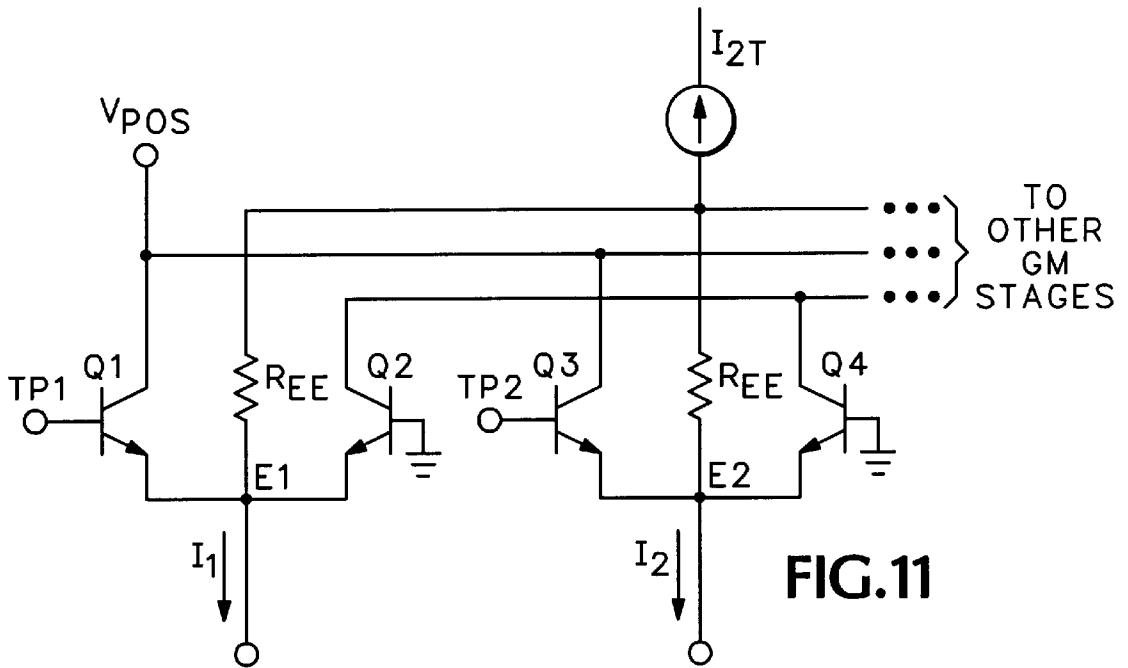 I2T
VPOS
TO
OTHER
GM
STAGES
TP1
Q1
REE
Q2
TP2
Q3
REE
Q4
E1
E2
I1
I2
FIG.11